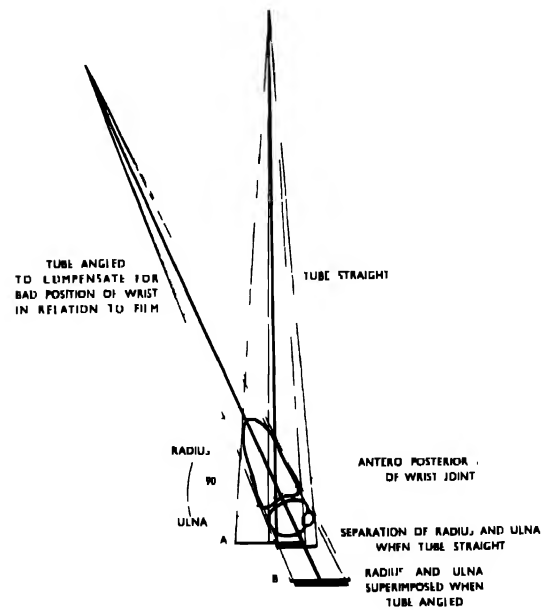 TUBE ANGLED
TO COMPENSATE FOR
BAD POSITION OF WRIST
IN RELATION TO FILM
TUBE STRAIGHT
RADIUS
90
ULNA
A
ANTERO POSTERIOR
OF WRIST JOINT
SEPARATION OF RADIUS AND ULNA
WHEN TUBE STRAIGHT
B
RADIUS AND ULNA
SUPERIMPOSED WHEN
TUBE ANGLED